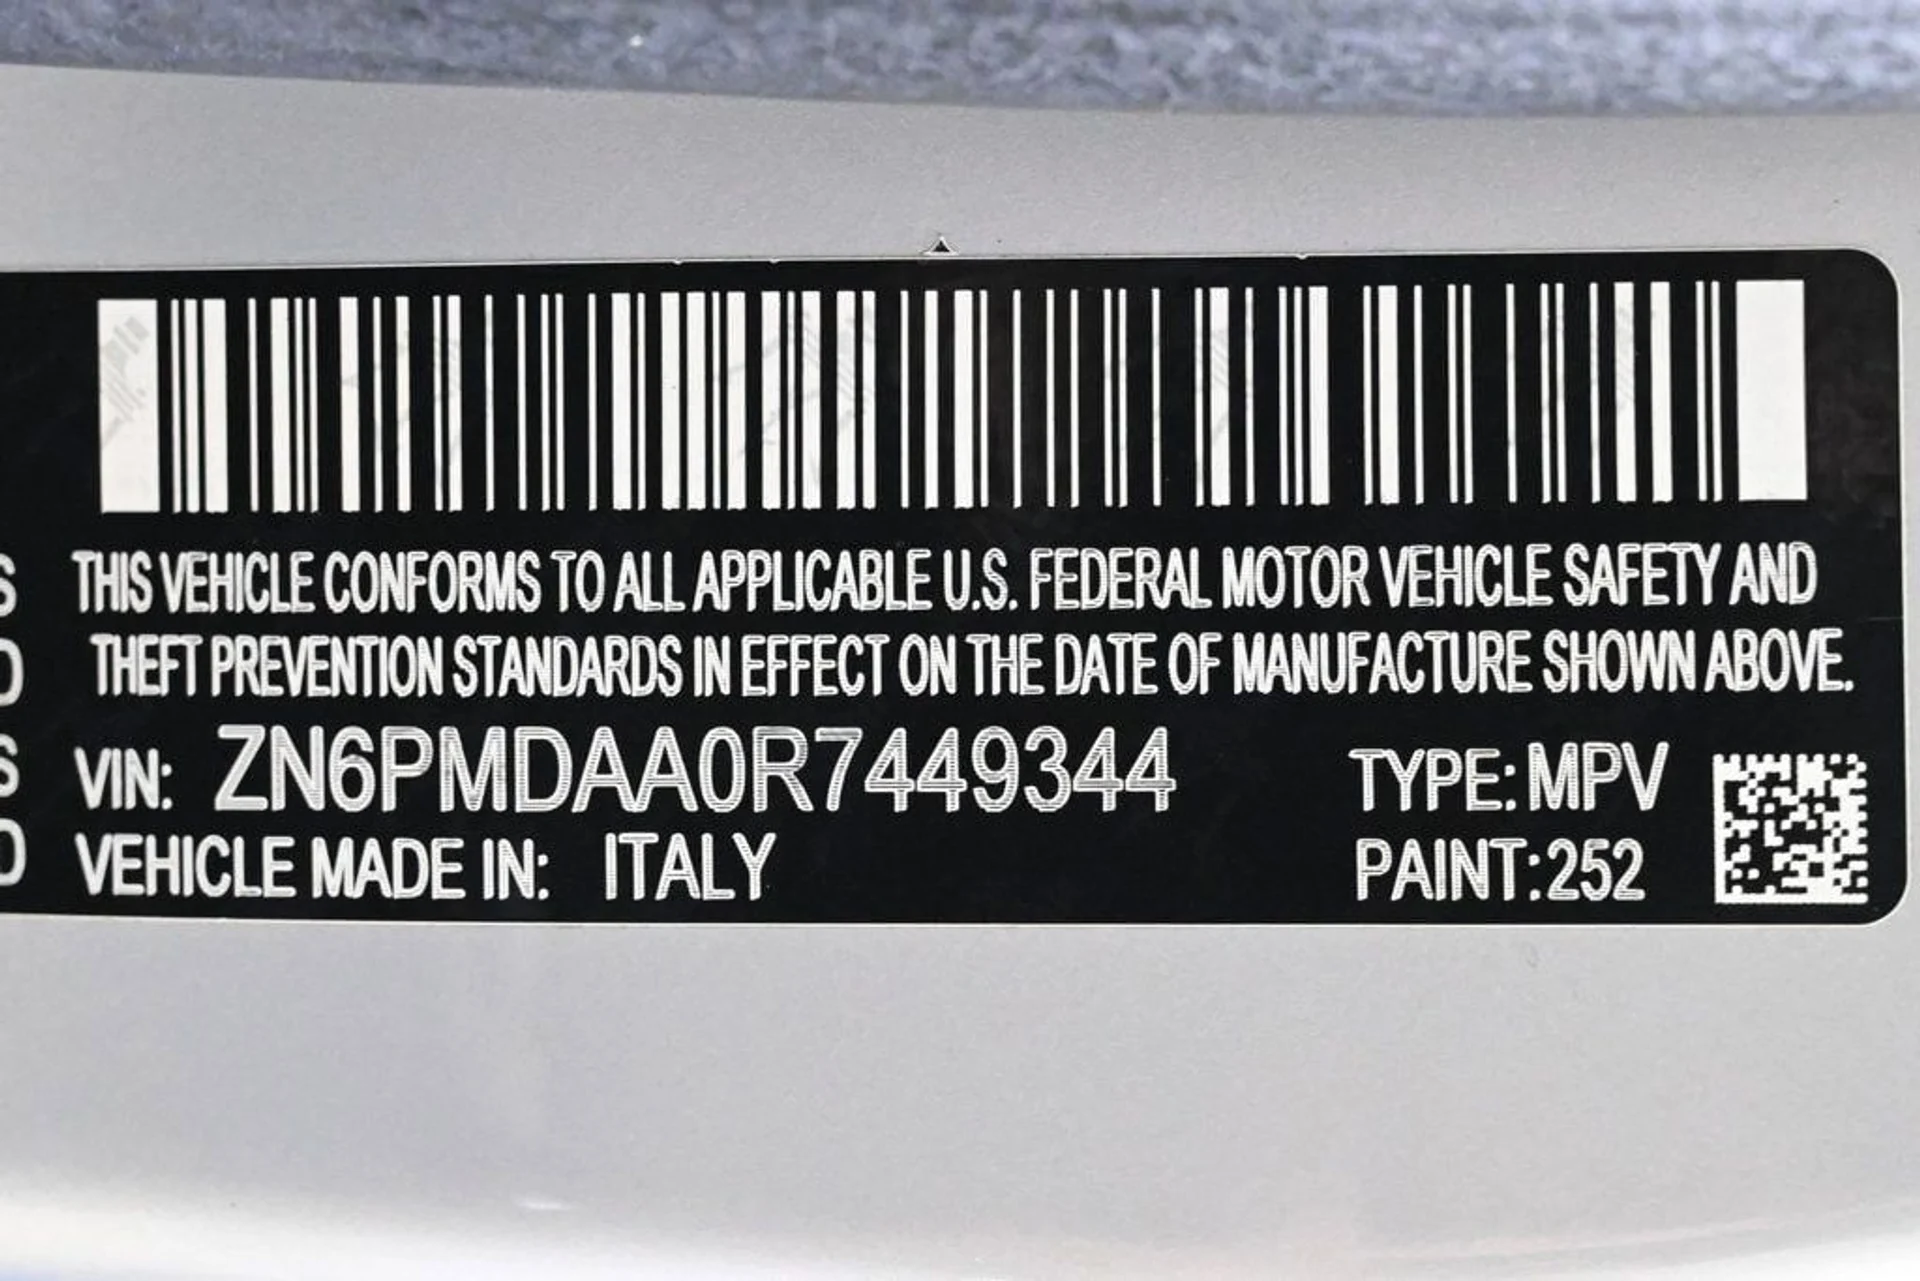 S THIS VEHICLE CONFORMS TO ALL APPLICABLE U.S. FEDERAL MOTOR VEHICLE SAFETY AND
D THEFT PREVENTION STANDARDS IN EFFECT ON THE DATE OF MANUFACTURE SHOWN ABOVE.
S VIN: ZN6PMDAA0R7449344 TYPE: MPV
D VEHICLE MADE IN: ITALY PAINT: 252